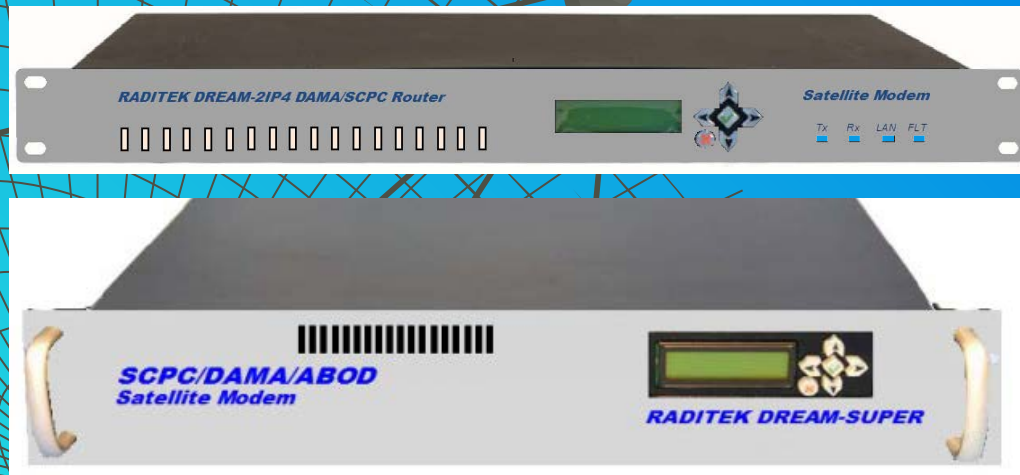 RADITEK DREAM-2IP4 DAMA/SCPC Router
Satellite Modem
Tx Rx LAN FLT
SCPC/DAMA/ABOD
Satellite Modem
RADITEK DREAM-SUPER